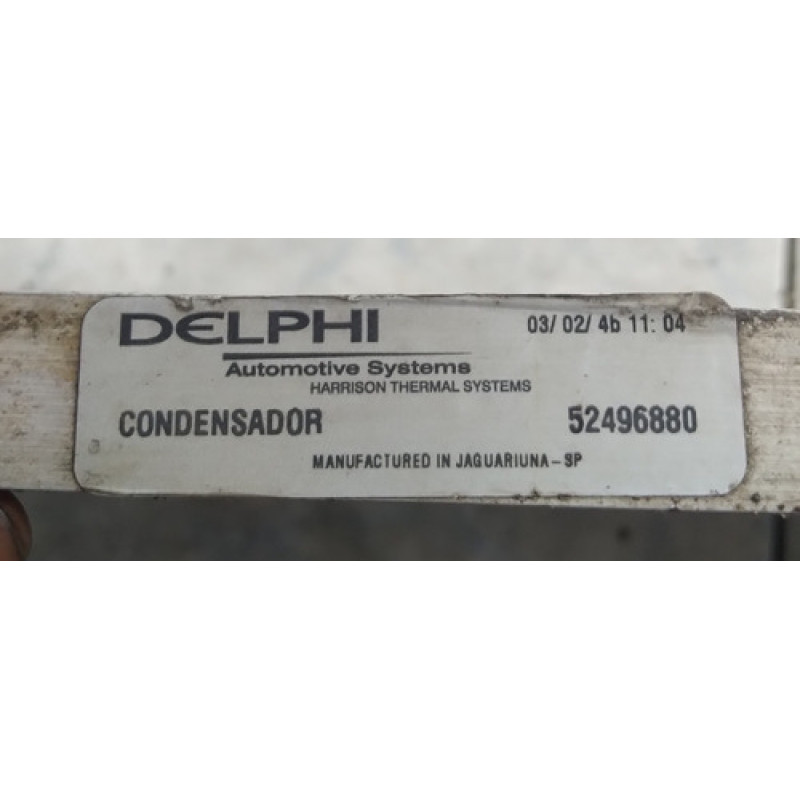 DELPHI 03/ 02/ 4b 11: 04
Automotive Systems
HARRISON THERMAL SYSTEMS
CONDENSADOR 52496880
MANUFACTURED IN JAGUARIUNA-SP